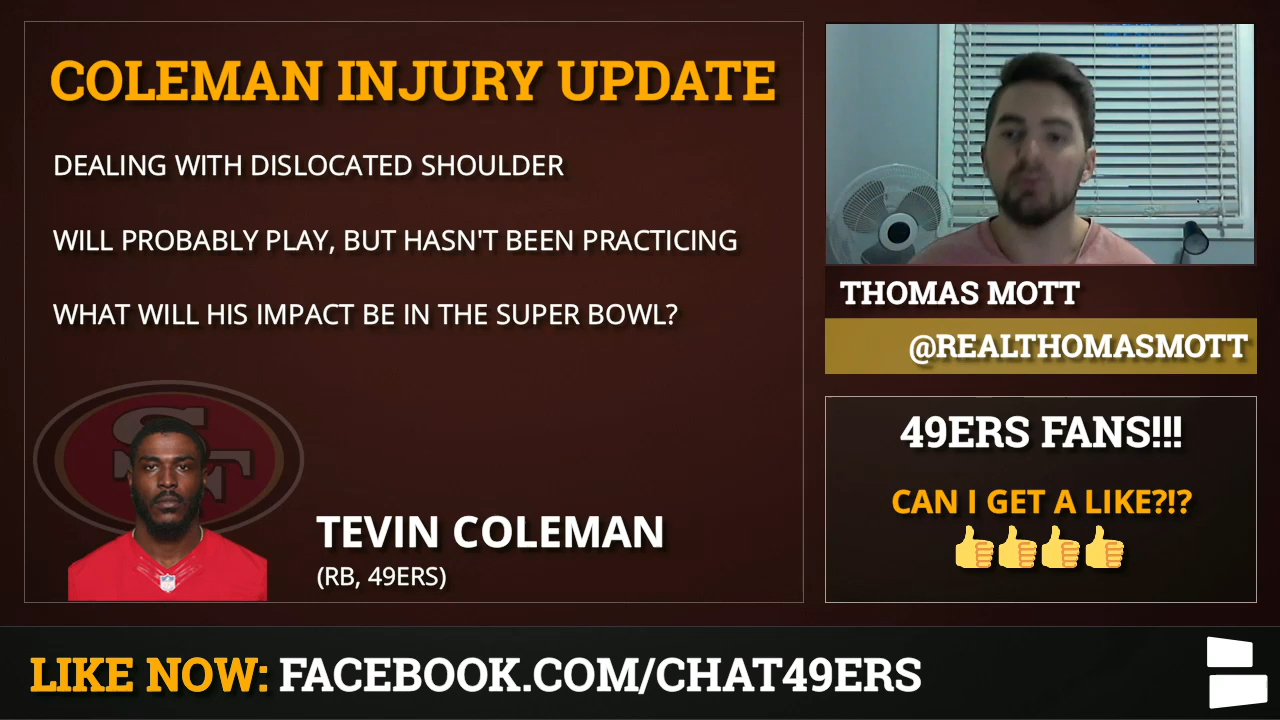 COLEMAN INJURY UPDATE
DEALING WITH DISLOCATED SHOULDER
WILL PROBABLY PLAY, BUT HASN'T BEEN PRACTICING
WHAT WILL HIS IMPACT BE IN THE SUPER BOWL?
SF
TEVIN COLEMAN
(RB, 49ERS)
THOMAS MOTT
@REALTHOMASMOTT
49ERS FANS!!!
CAN I GET A LIKE?!?
LIKE NOW: FACEBOOK.COM/CHAT49ERS